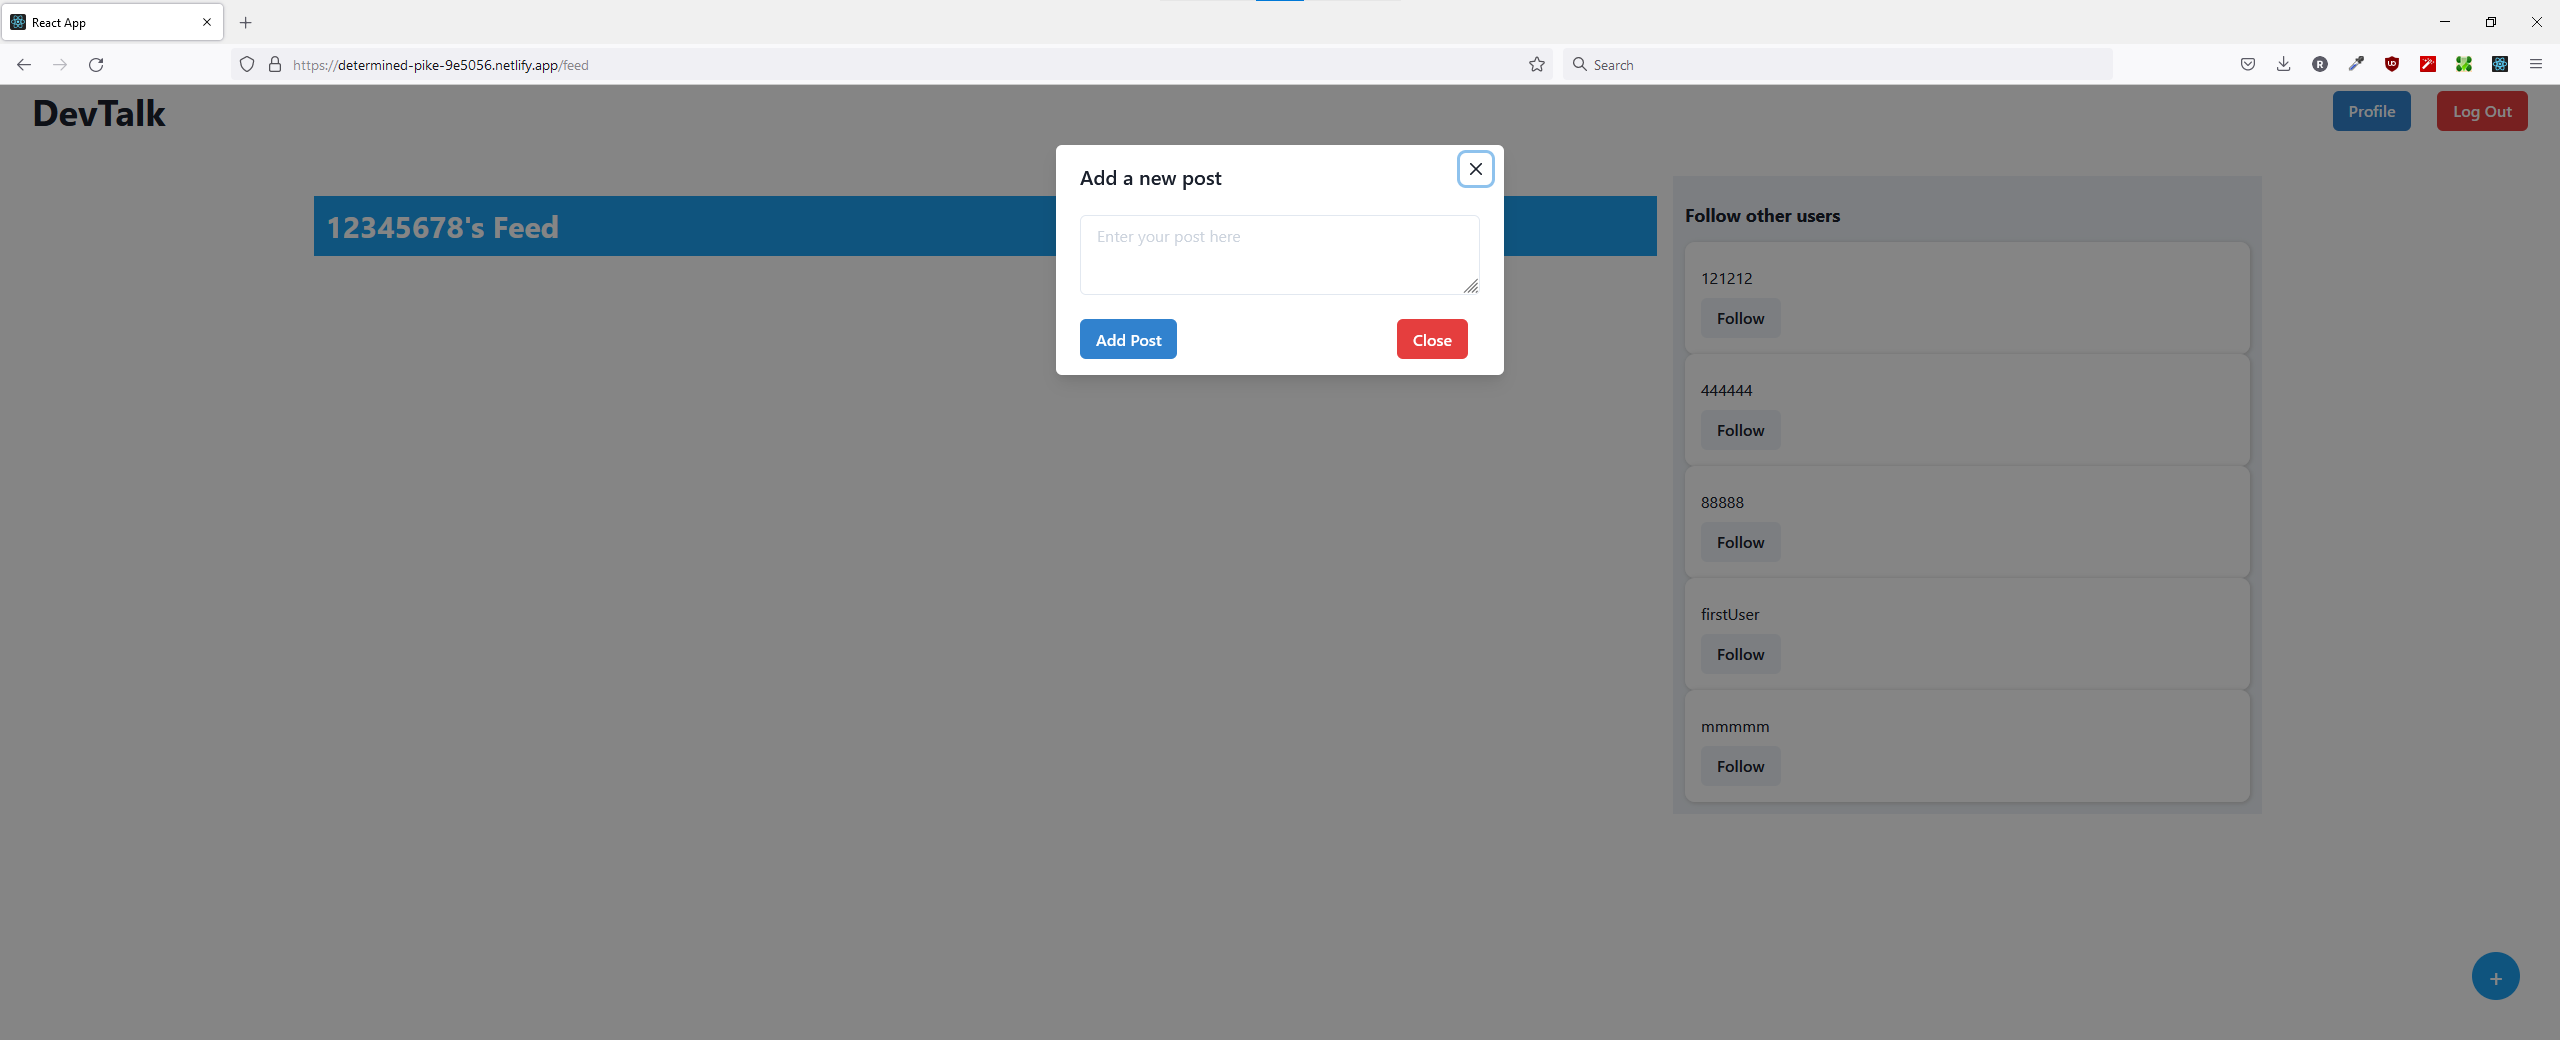 React App
https://determined-pike-9e5056.netlify.app/feed
Search
DevTalk
Profile
Log Out
Add a new post
Enter your post here
Add Post
Close
12345678's Feed
Follow other users
121212
Follow
444444
Follow
88888
Follow
firstUser
Follow
mmmmm
Follow
+